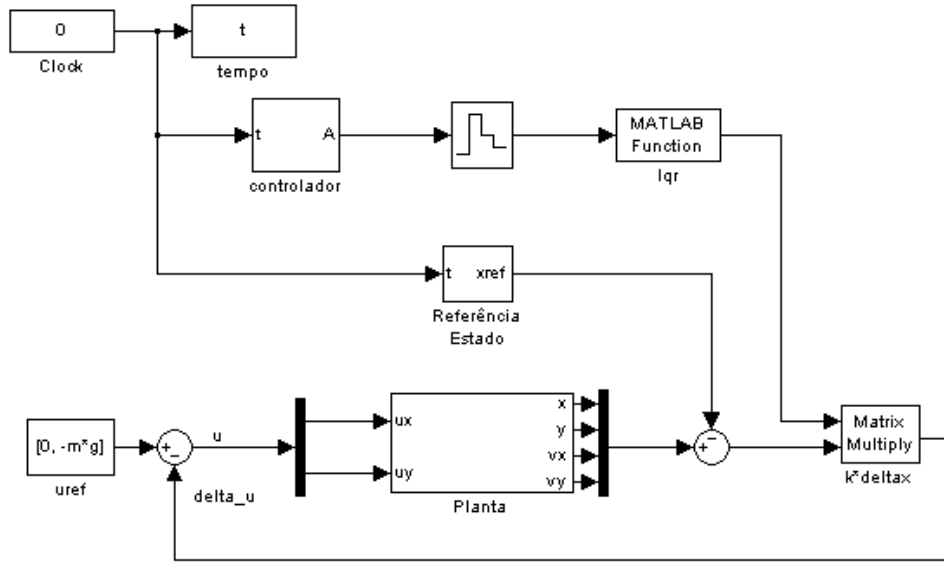 0
Clock
t
tempo
t A
controlador
MATLAB
Function
lqr
t xref
Referência
Estado
[0, -m*g]
uref
+
-
u
delta_u
ux
uy
x
y
vx
vy
Planta
-
+
Matrix
Multiply
k*deltax